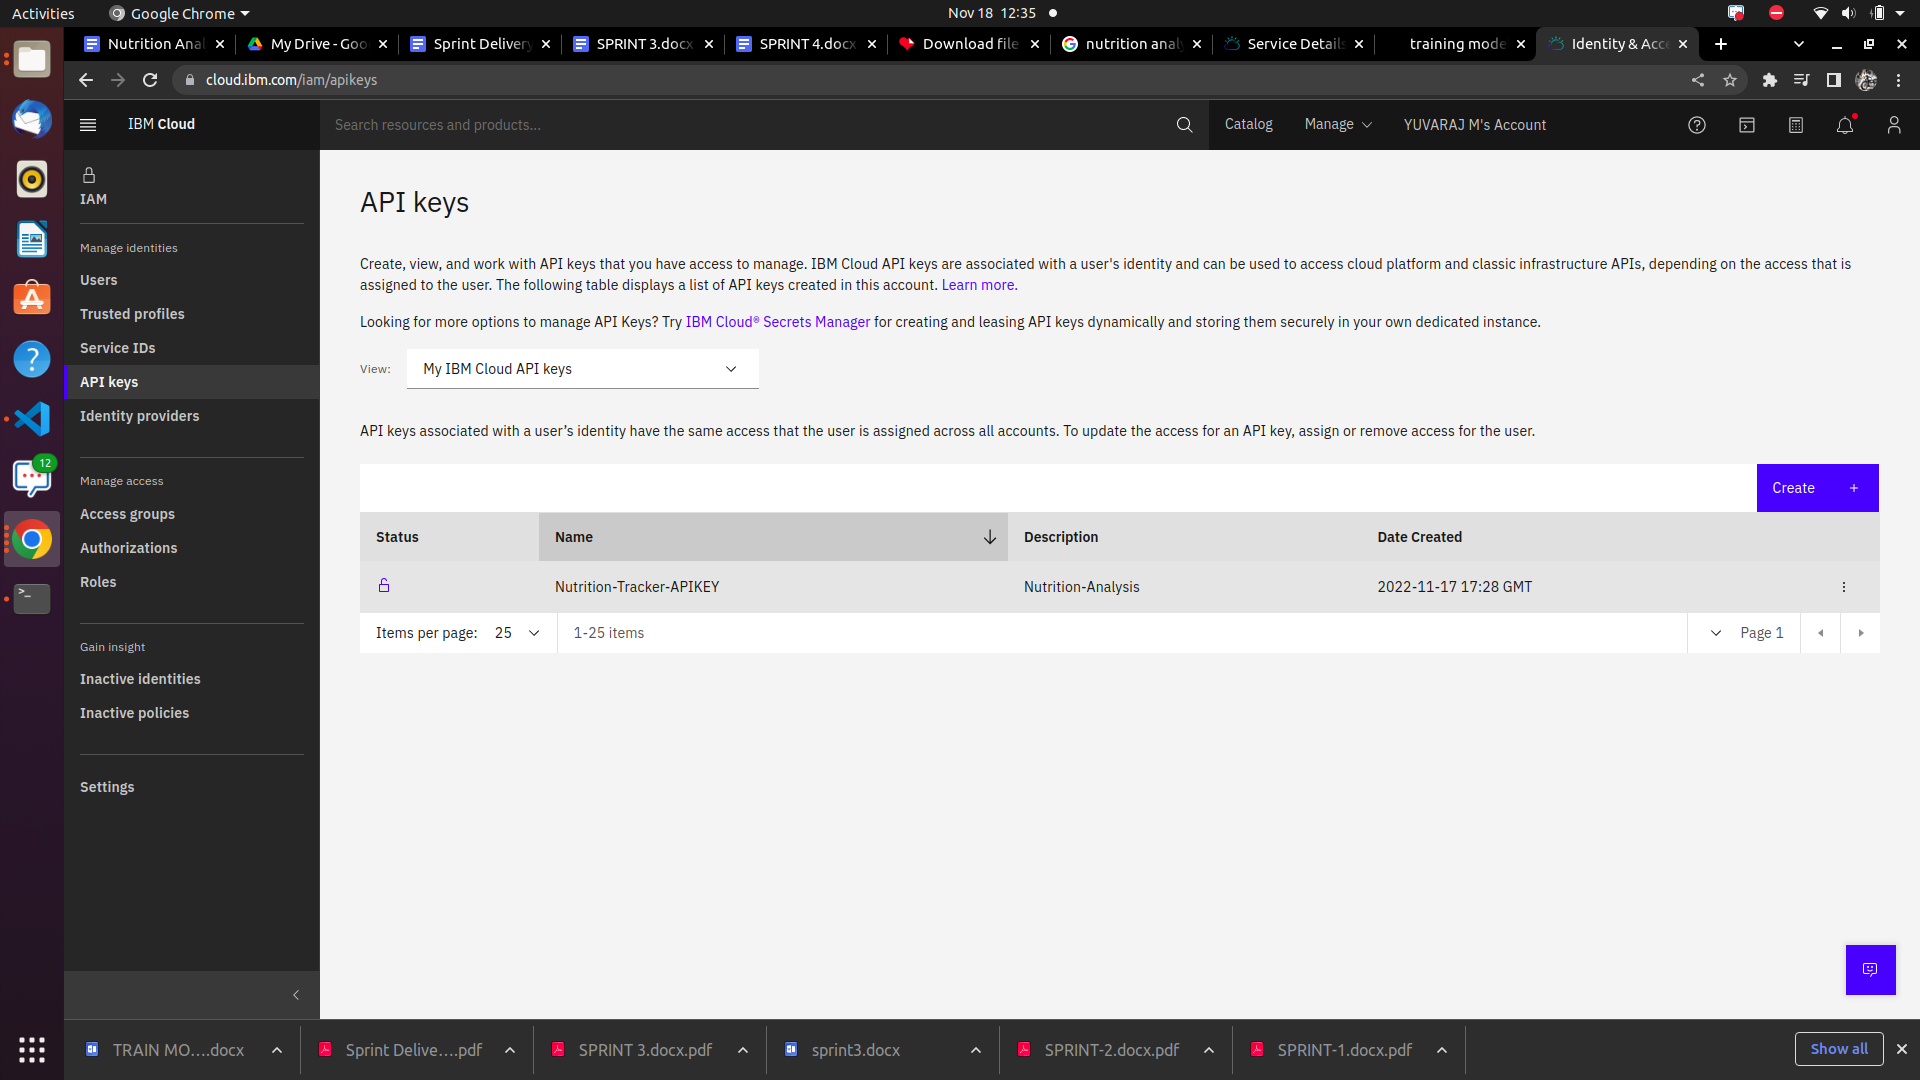 Activities
Google Chrome
Nov 18 12:35
Nutrition Anal
My Drive - Goo
Sprint Delivery
SPRINT 3.docx
SPRINT 4.docx
Download file
nutrition analy
Service Details
training mode
Identity & Acce
cloud.ibm.com/iam/apikeys
IBM Cloud
Search resources and products...
Catalog
Manage
YUVARAJ M's Account
IAM
Manage identities
Users
Trusted profiles
Service IDs
API keys
Identity providers
Manage access
Access groups
Authorizations
Roles
Gain insight
Inactive identities
Inactive policies
Settings
API keys
Create, view, and work with API keys that you have access to manage. IBM Cloud API keys are associated with a user's identity and can be used to access cloud platform and classic infrastructure APIs, depending on the access that is
assigned to the user. The following table displays a list of API keys created in this account. Learn more.
Looking for more options to manage API Keys? Try IBM Cloud® Secrets Manager for creating and leasing API keys dynamically and storing them securely in your own dedicated instance.
View:
My IBM Cloud API keys
API keys associated with a user’s identity have the same access that the user is assigned across all accounts. To update the access for an API key, assign or remove access for the user.
Create +
Status Name Description Date Created
Nutrition-Tracker-APIKEY Nutrition-Analysis 2022-11-17 17:28 GMT
Items per page: 25 1-25 items Page 1
12
TRAIN MO....docx
Sprint Delive....pdf
SPRINT 3.docx.pdf
sprint3.docx
SPRINT-2.docx.pdf
SPRINT-1.docx.pdf
Show all